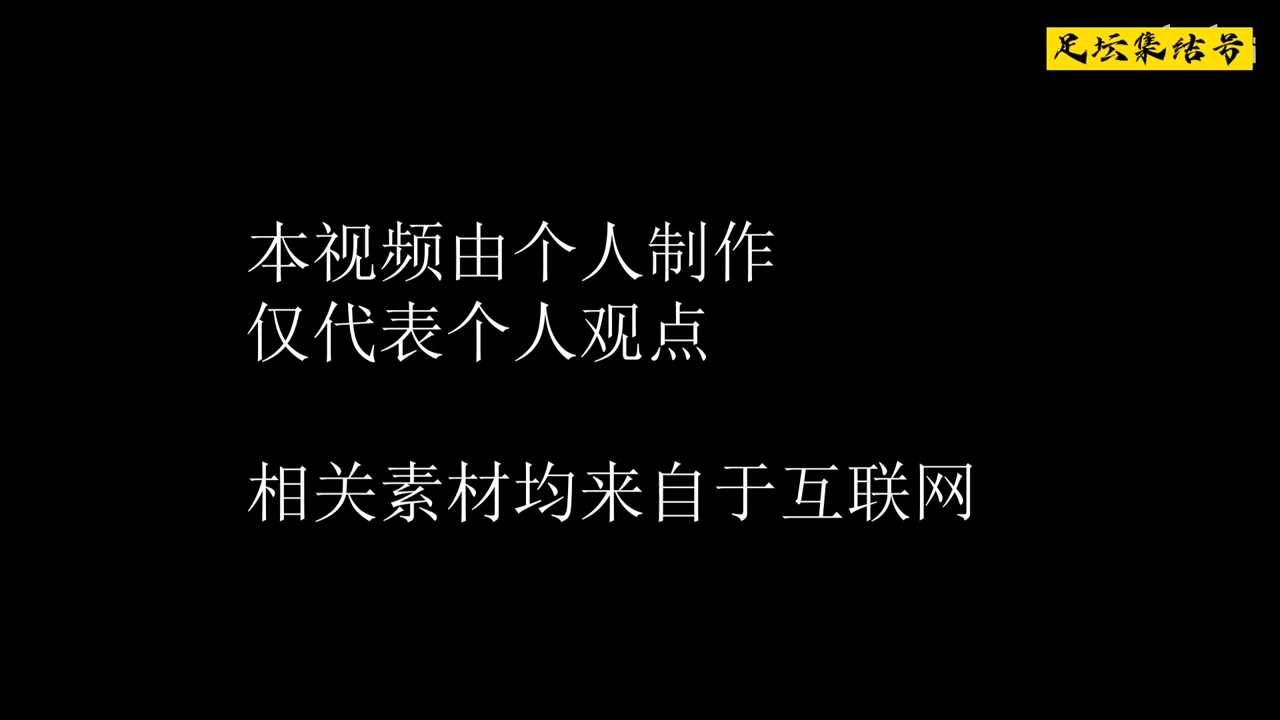 足坛集结号
本视频由个人制作
仅代表个人观点
相关素材均来自于互联网